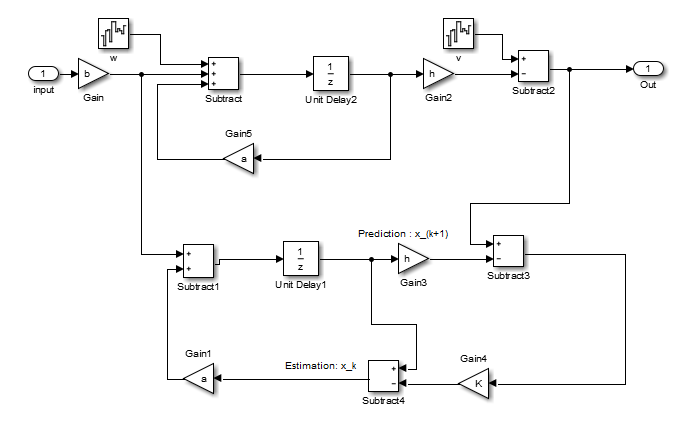 w
v
1
b
+
+
+
1
z
h
+
−
1
input
Gain
Subtract
Unit Delay2
Gain2
Subtract2
Out
Gain5
a
Prediction : x_(k+1)
+
+
1
z
h
+
−
Subtract1
Unit Delay1
Gain3
Subtract3
Gain1
Estimation: x_k
Gain4
a
+
−
K
Subtract4